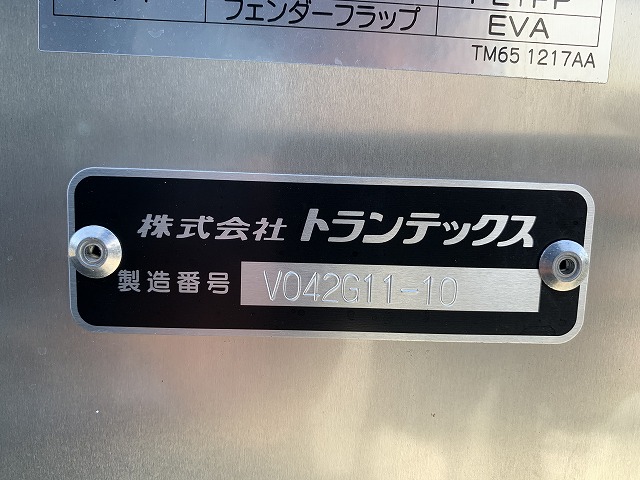 フェンダーフラップ
EVA
TM65 1217AA
株式会社 トランテックス
製造番号 V042G11-10